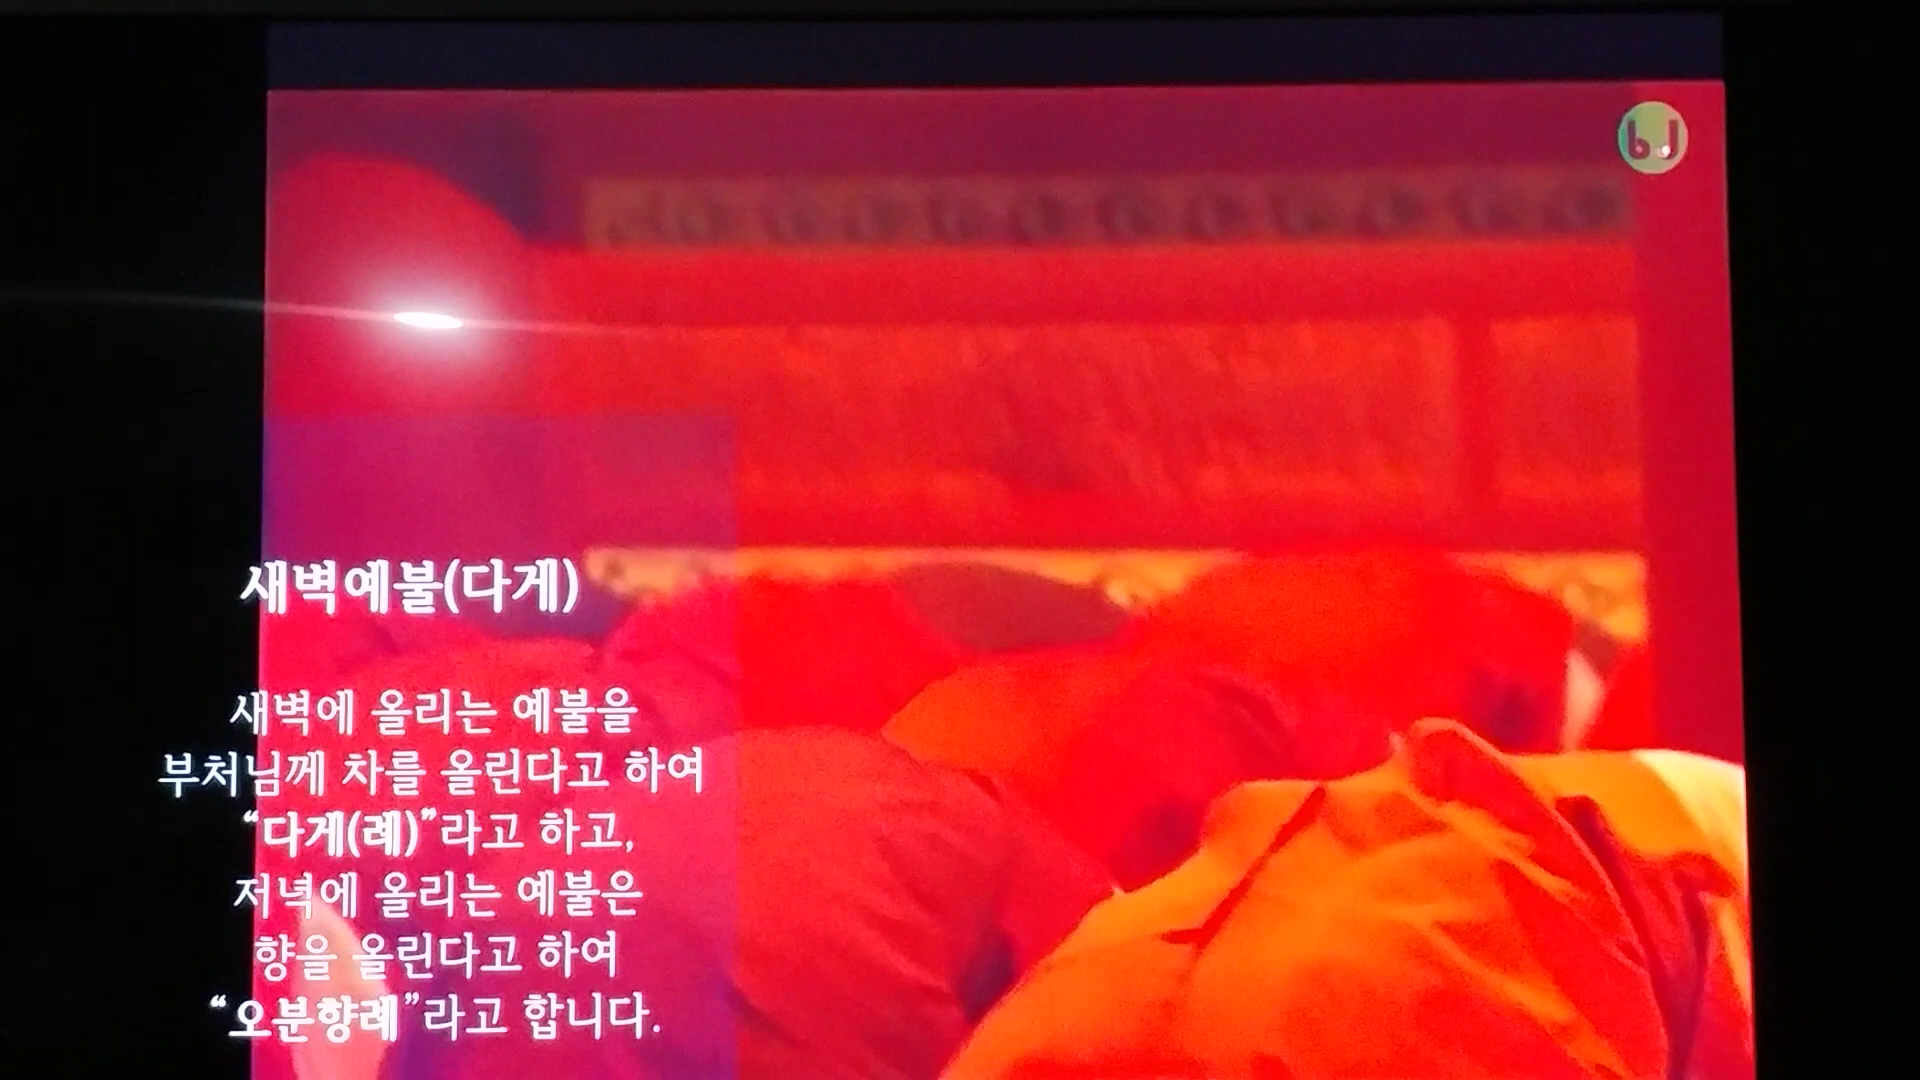 bJ
새벽예불(다게)
새벽에 올리는 예불을
부처님께 차를 올린다고 하여
“다게(례)”라고 하고,
저녁에 올리는 예불은
향을 올린다고 하여
“오분향례”라고 합니다.